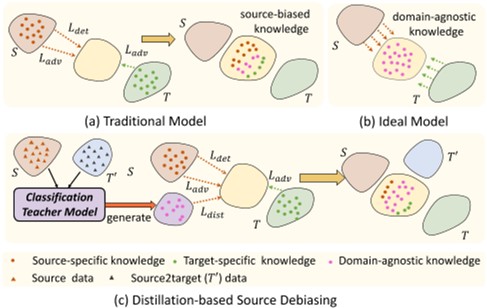 S
L_det
L_adv
L_adv
T
S
source-biased
knowledge
T
(a) Traditional Model
S
domain-agnostic
knowledge
T
(b) Ideal Model
S
T'
Classification
Teacher Model
generate
S
L_det
L_adv
L_dist
L_adv
T
S
T'
T
Source-specific knowledge
Target-specific knowledge
Domain-agnostic knowledge
Source data
Source2target (T') data
(c) Distillation-based Source Debiasing